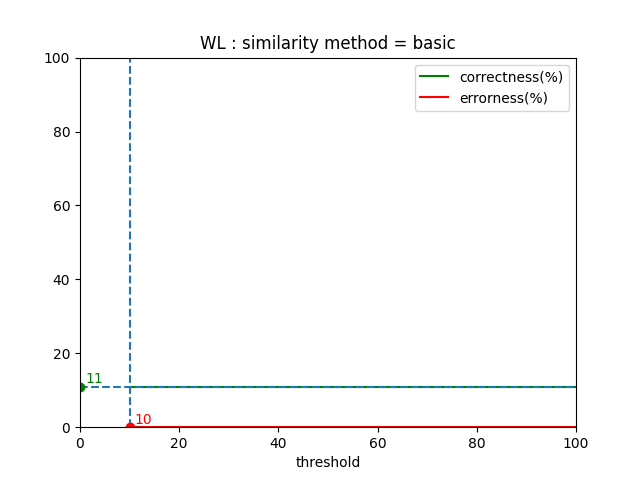 WL : similarity method = basic
correctness(%)
errorness(%)
100
80
60
40
20
0
11
10
0 20 40 60 80 100
threshold